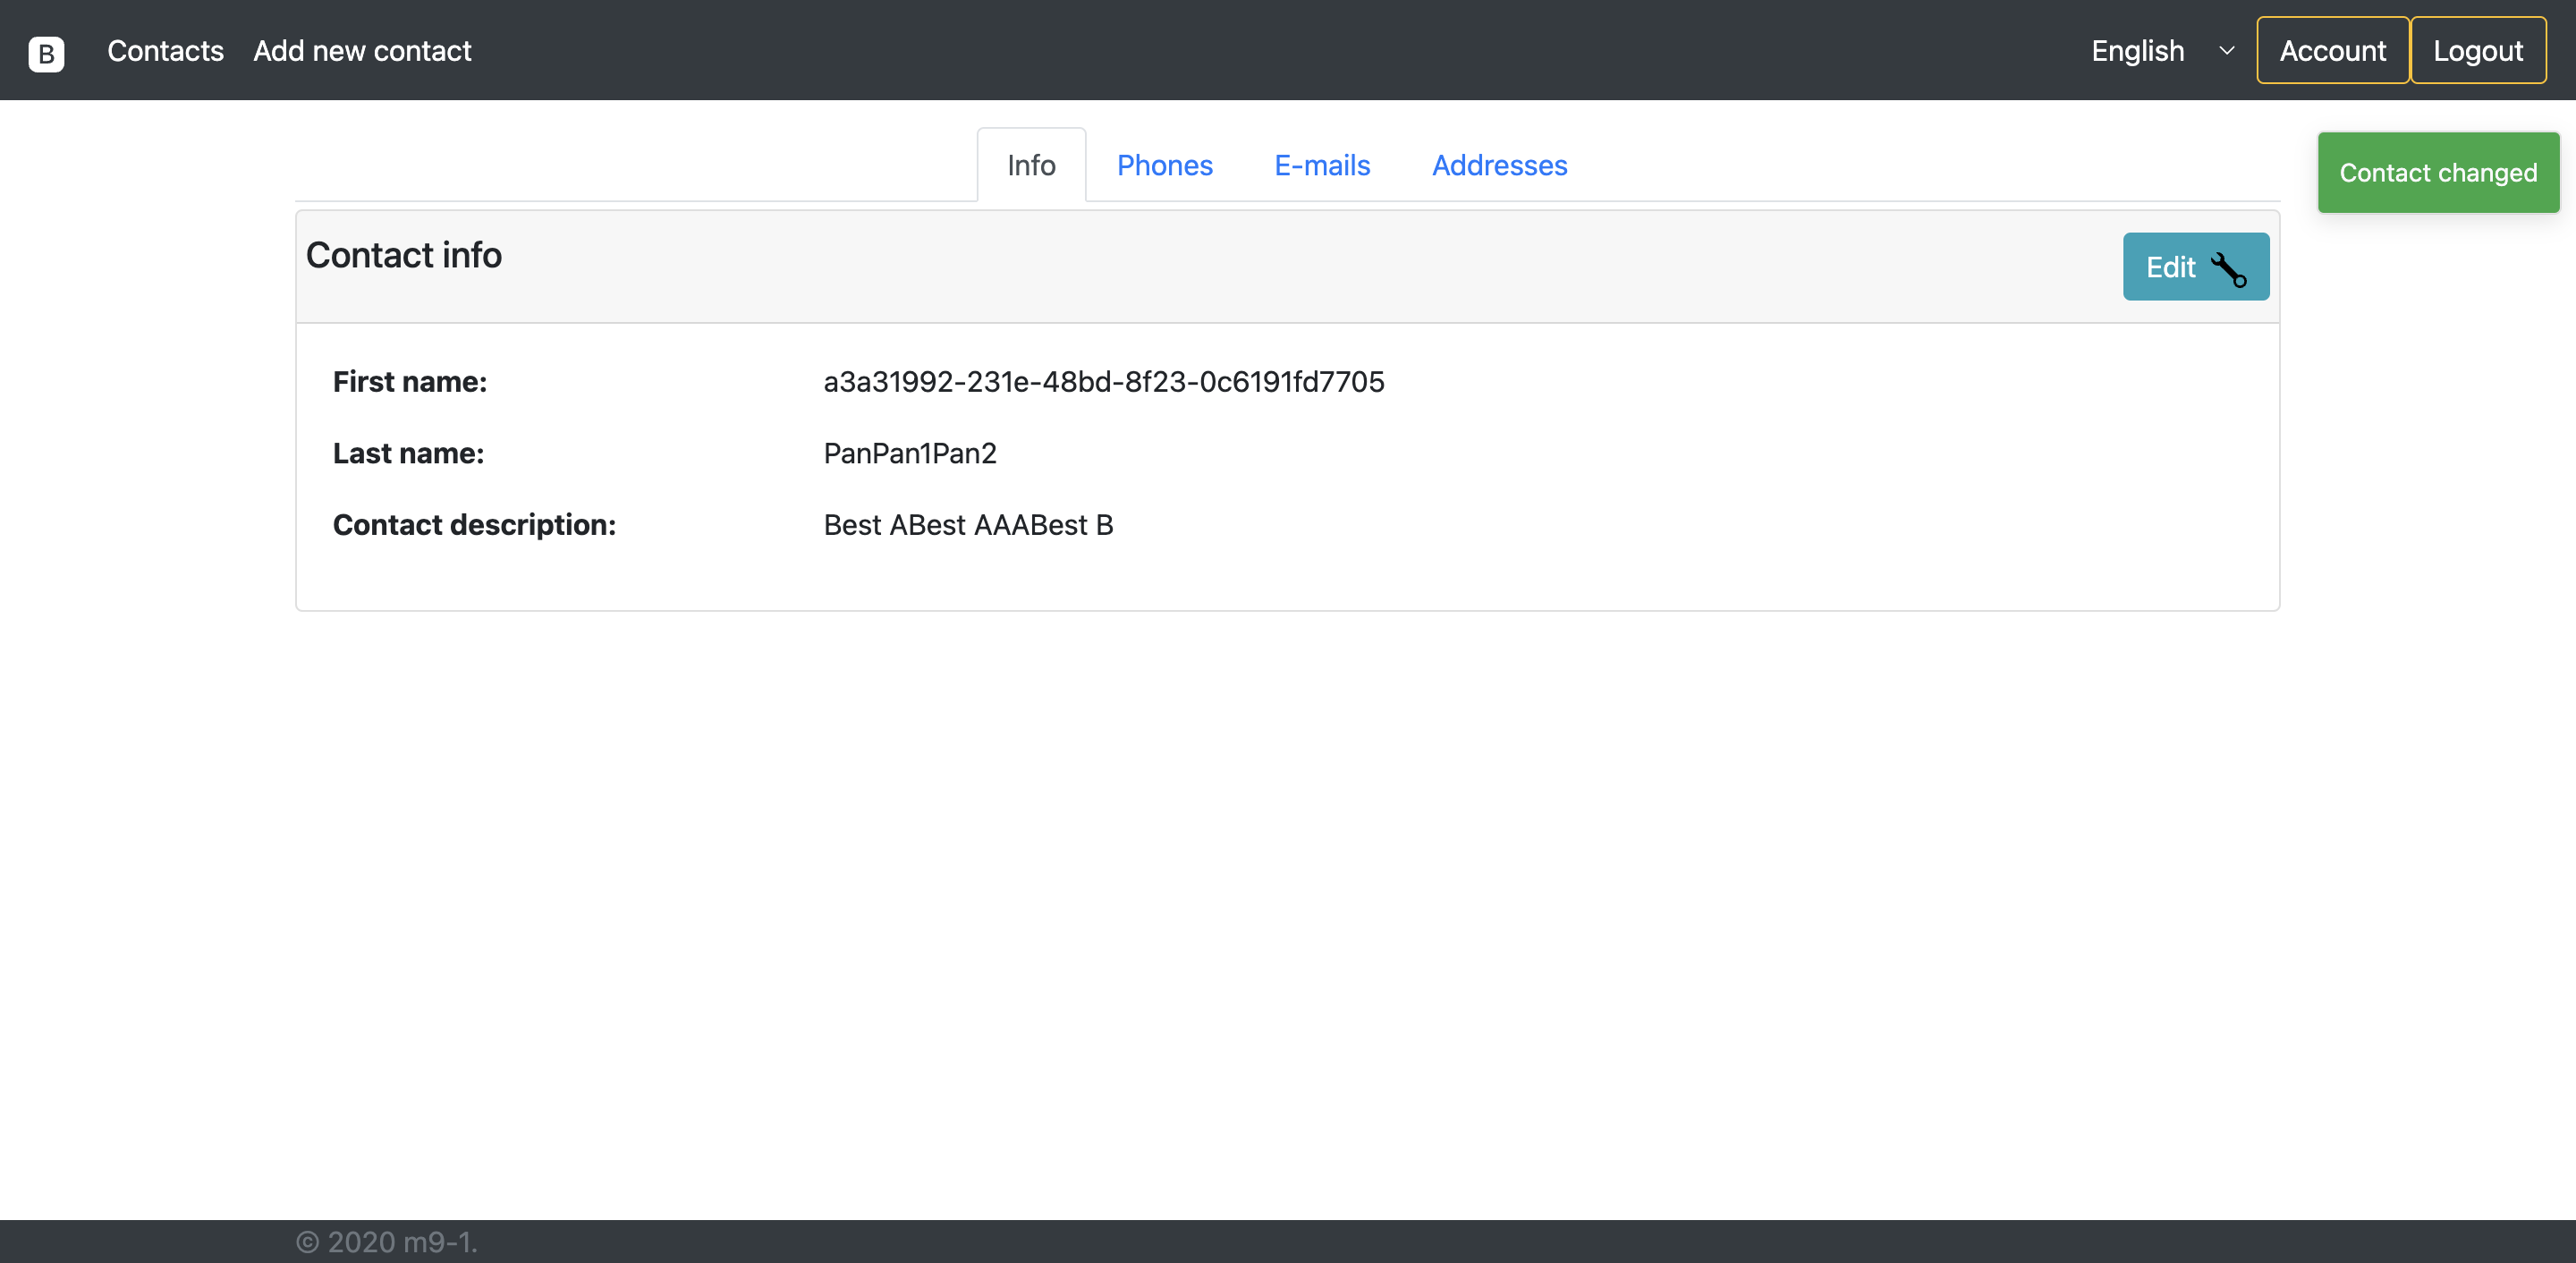 B Contacts Add new contact English Account Logout
Info Phones E-mails Addresses
Contact changed
Contact info Edit
First name: a3a31992-231e-48bd-8f23-0c6191fd7705
Last name: PanPan1Pan2
Contact description: Best ABest AAABest B
© 2020 m9-1.